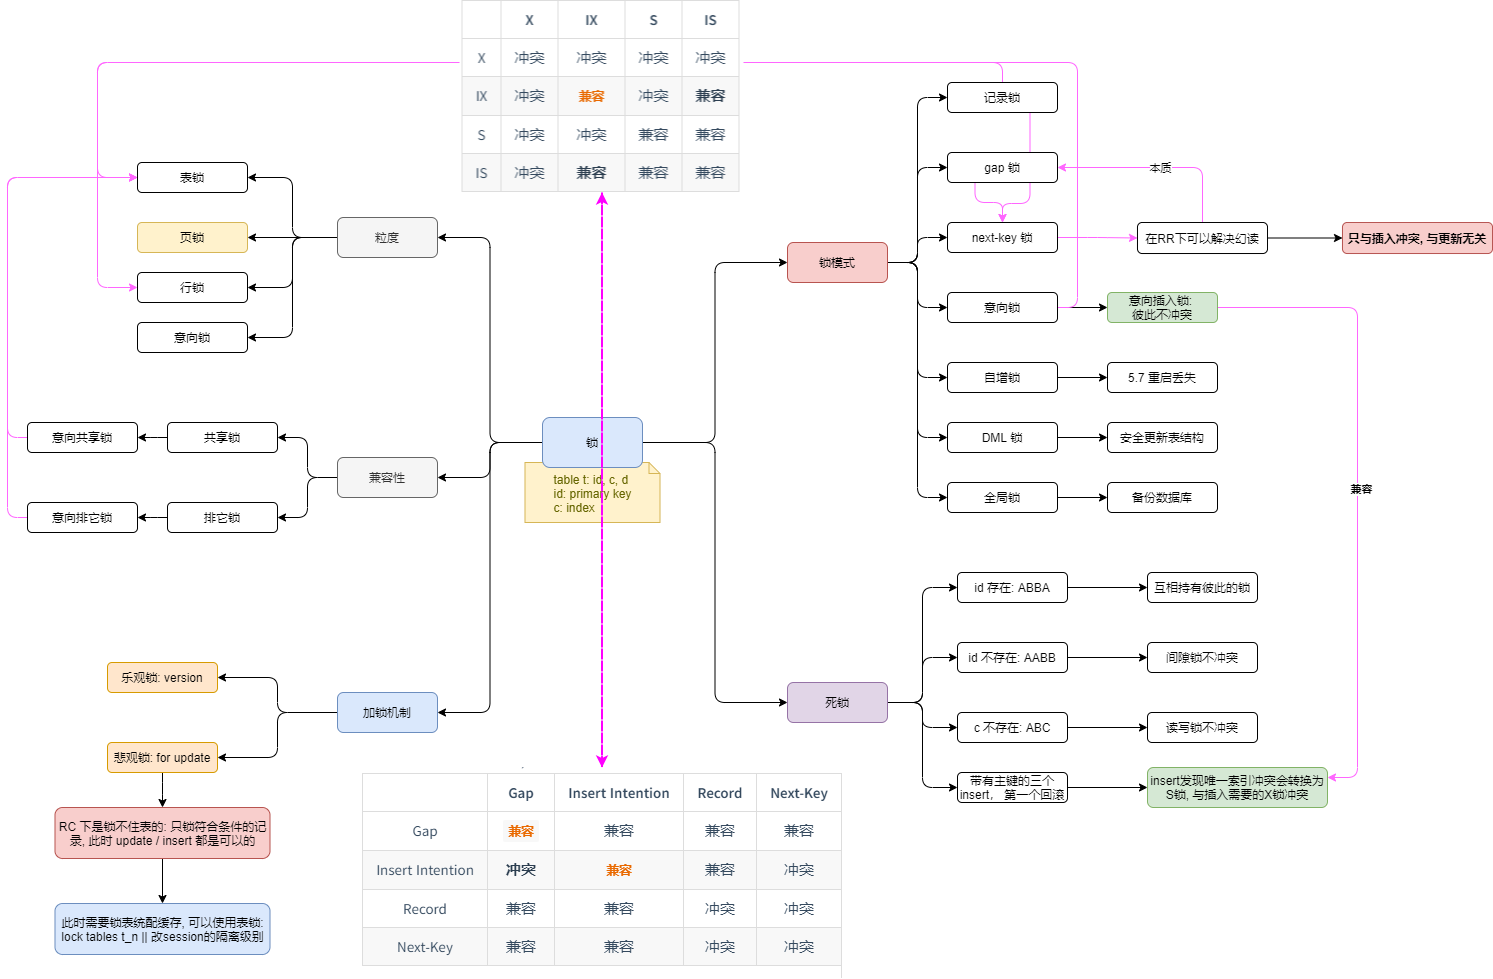 X IX S IS
X 冲突 冲突 冲突 冲突
IX 冲突 兼容 冲突 兼容
S 冲突 冲突 兼容 兼容
IS 冲突 兼容 兼容 兼容
表锁
页锁
行锁
意向锁
粒度
意向共享锁
共享锁
意向排它锁
排它锁
兼容性
锁
table t: id, c, d
id: primary key
c: index
乐观锁: version
悲观锁: for update
加锁机制
RC 下是锁不住表的: 只锁符合条件的记
录, 此时 update / insert 都是可以的
此时需要锁表统配缓存, 可以使用表锁:
lock tables t_n || 改session的隔离级别
锁模式
记录锁
gap 锁
本质
next-key 锁
在RR下可以解决幻读
只与插入冲突, 与更新无关
意向锁
意向插入锁:
彼此不冲突
自增锁
5.7 重启丢失
DML 锁
安全更新表结构
全局锁
备份数据库
兼容
死锁
id 存在: ABBA
互相持有彼此的锁
id 不存在: AABB
间隙锁不冲突
c 不存在: ABC
读写锁不冲突
带有主键的三个
insert， 第一个回滚
insert发现唯一索引冲突会转换为
S锁, 与插入需要的X锁冲突
Gap Insert Intention Record Next-Key
Gap 兼容 兼容 兼容 兼容
Insert Intention 冲突 兼容 兼容 冲突
Record 兼容 兼容 冲突 冲突
Next-Key 兼容 兼容 冲突 冲突